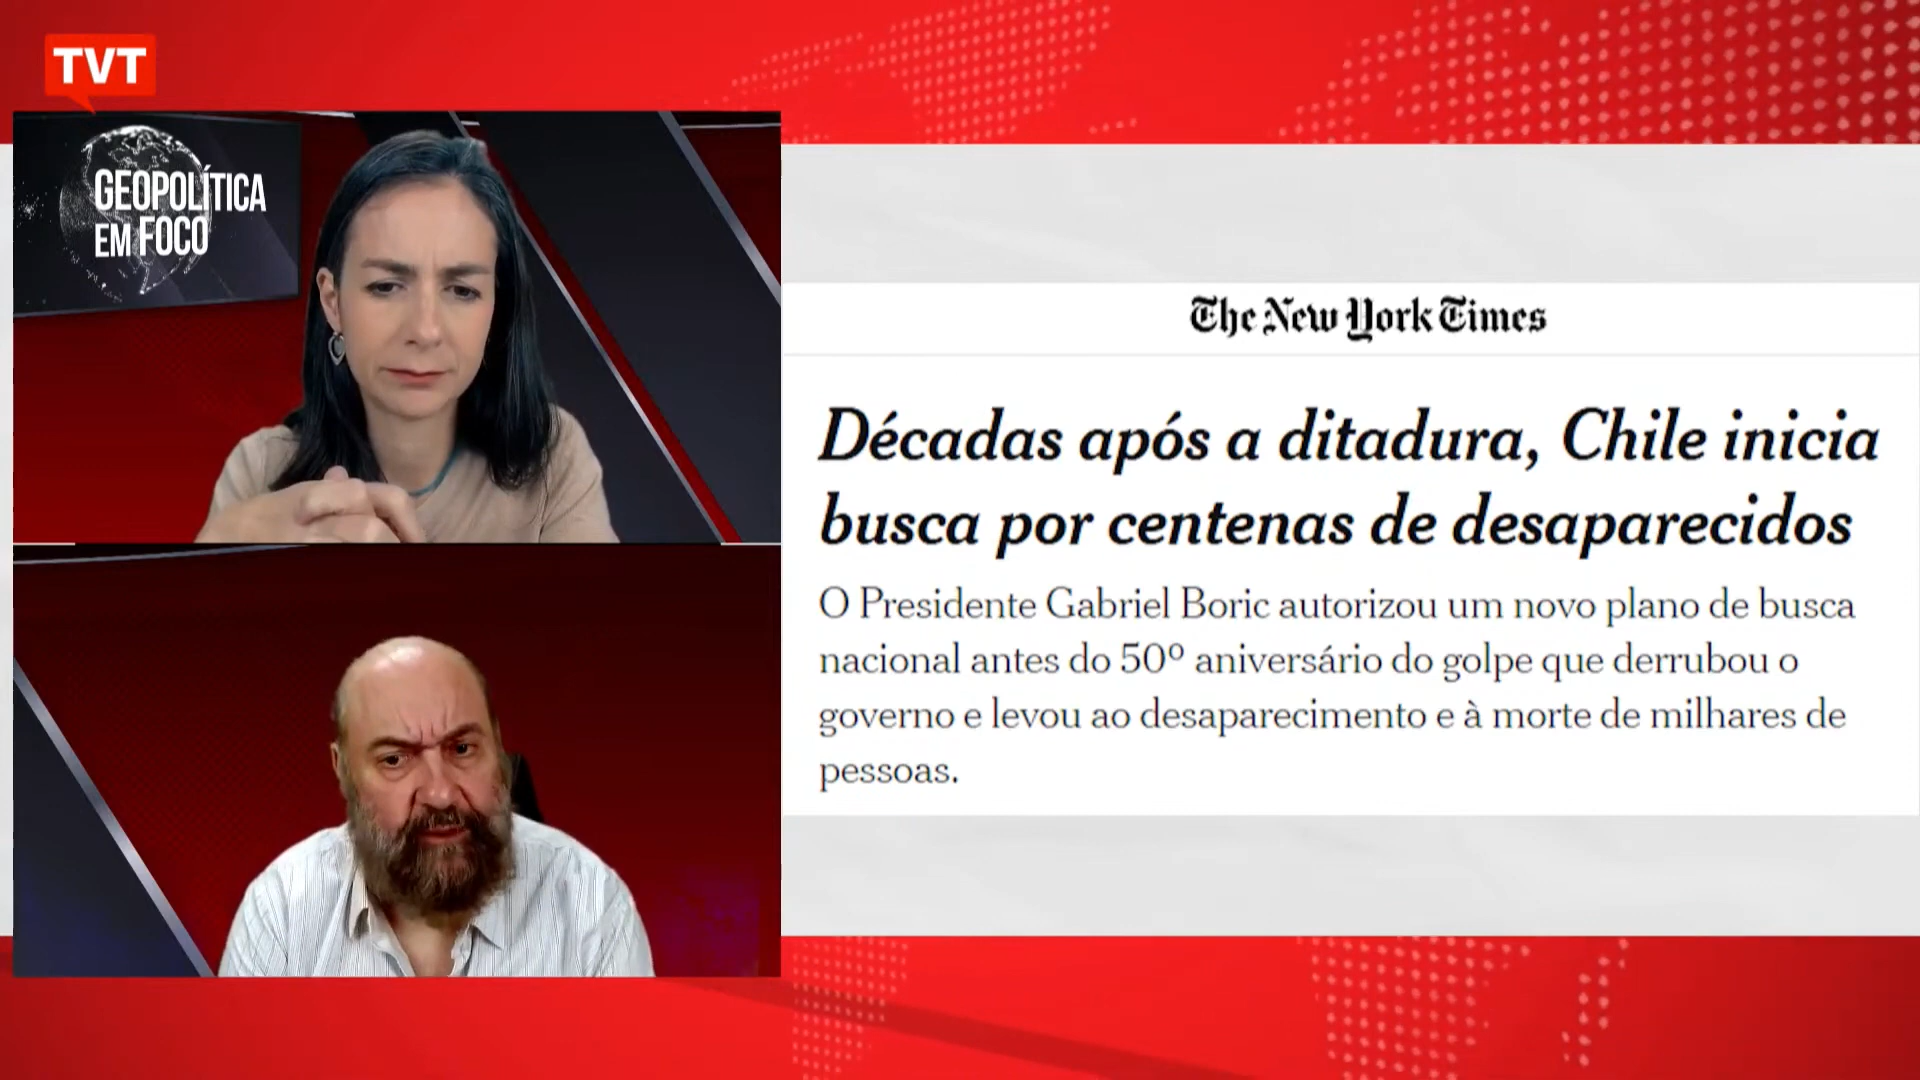 TVT
GEOPOLÍTICA
EM FOCO
The New York Times
Décadas após a ditadura, Chile inicia
busca por centenas de desaparecidos
O Presidente Gabriel Boric autorizou um novo plano de busca
nacional antes do 50º aniversário do golpe que derrubou o
governo e levou ao desaparecimento e à morte de milhares de
pessoas.